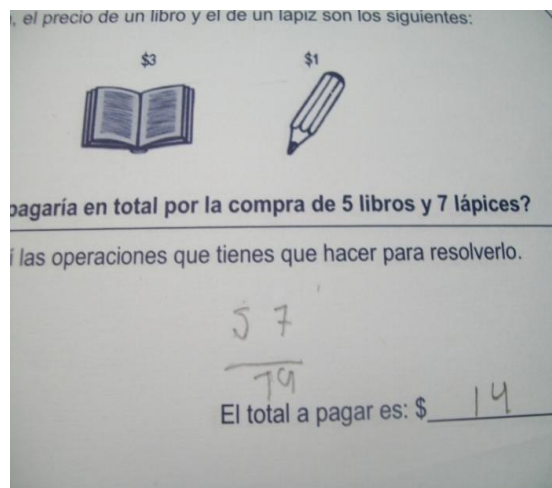 , el precio de un libro y el de un lápiz son los siguientes:
$3 $1
pagaría en total por la compra de 5 libros y 7 lápices?
í las operaciones que tienes que hacer para resolverlo.
5 7
14
El total a pagar es: $ 14